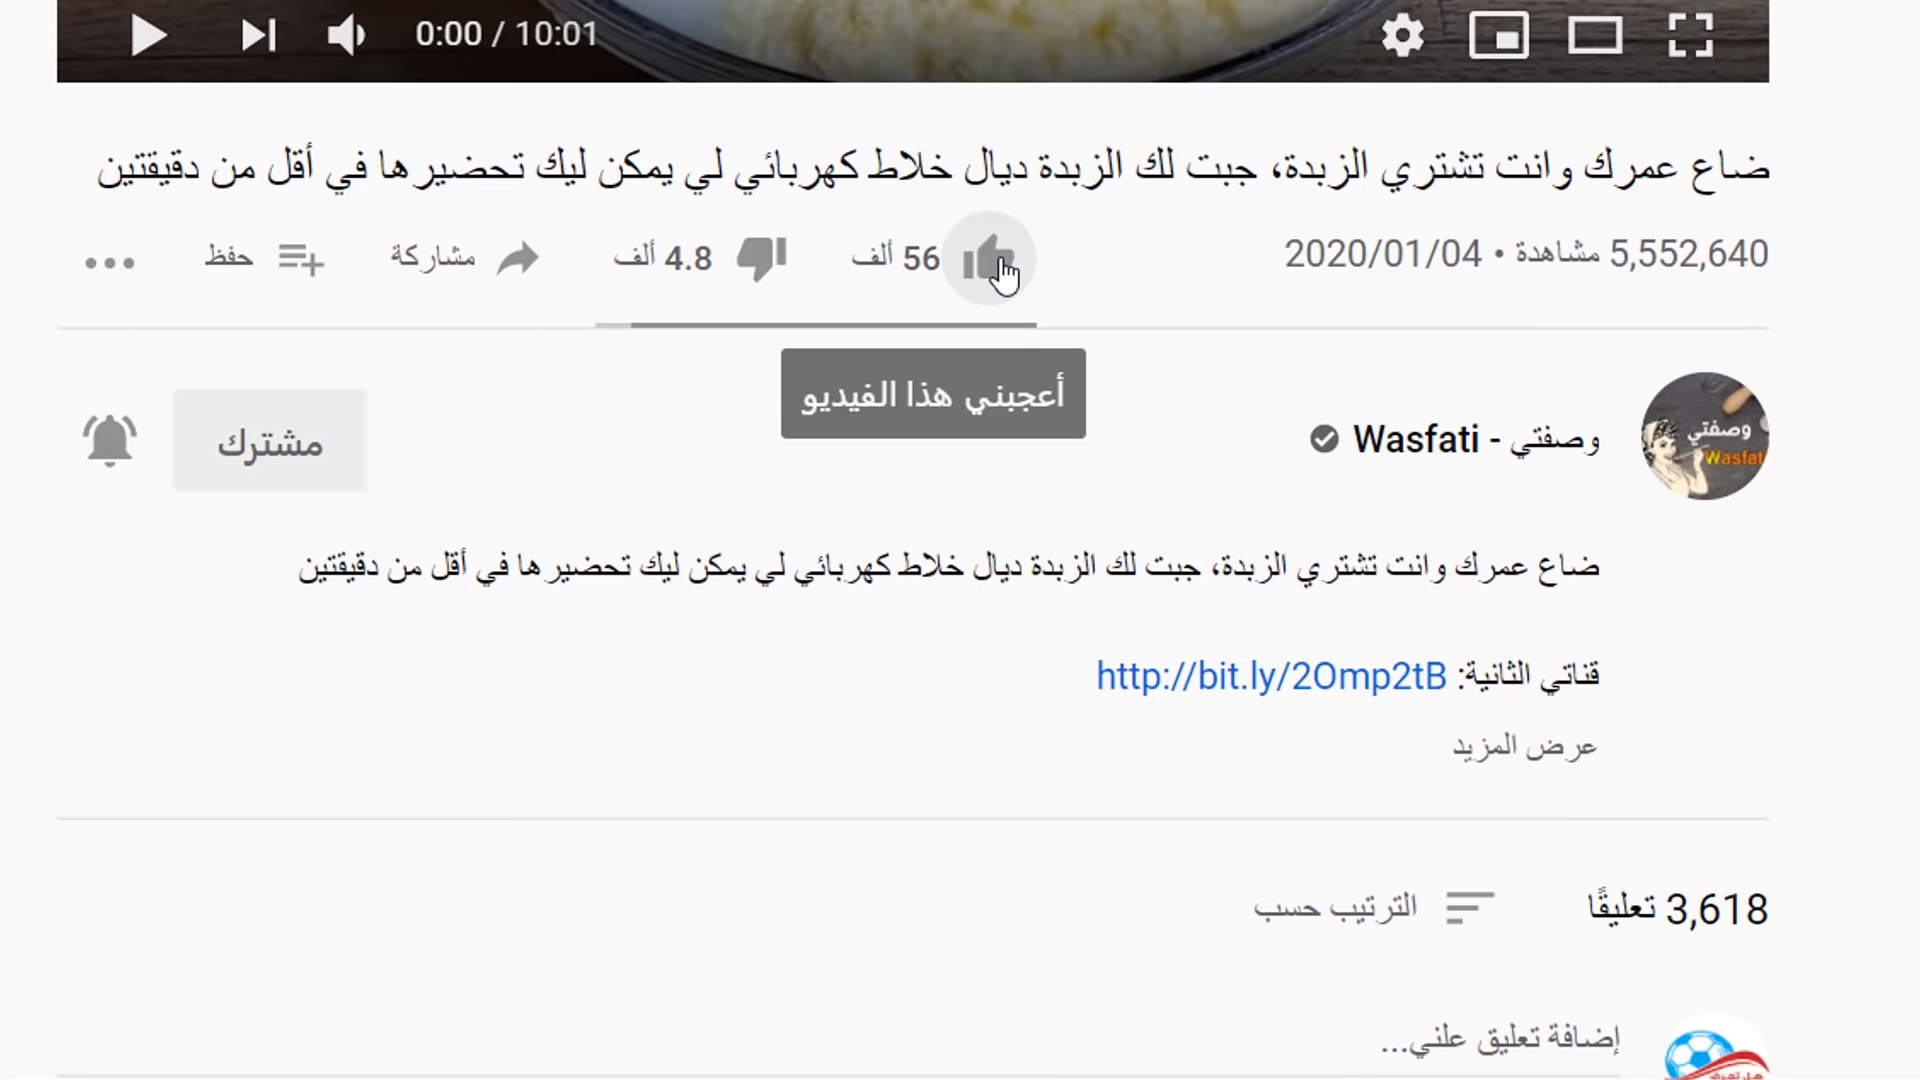 0:00 / 10:01
ضاع عمرك وانت تشتري الزبدة، جبت لك الزبدة ديال خلاط كهربائي لي يمكن ليك تحضيرها في أقل من دقيقتين
5,552,640 مشاهدة • 2020/01/04
56 ألف
4.8 ألف
مشاركة
حفظ
أعجبني هذا الفيديو
وصفتي - Wasfati
مشترك
وصفتي
Wasfati
ضاع عمرك وانت تشتري الزبدة، جبت لك الزبدة ديال خلاط كهربائي لي يمكن ليك تحضيرها في أقل من دقيقتين
قناتي الثانية: http://bit.ly/2Omp2tB
عرض المزيد
3,618 تعليقًا
الترتيب حسب
إضافة تعليق علني...